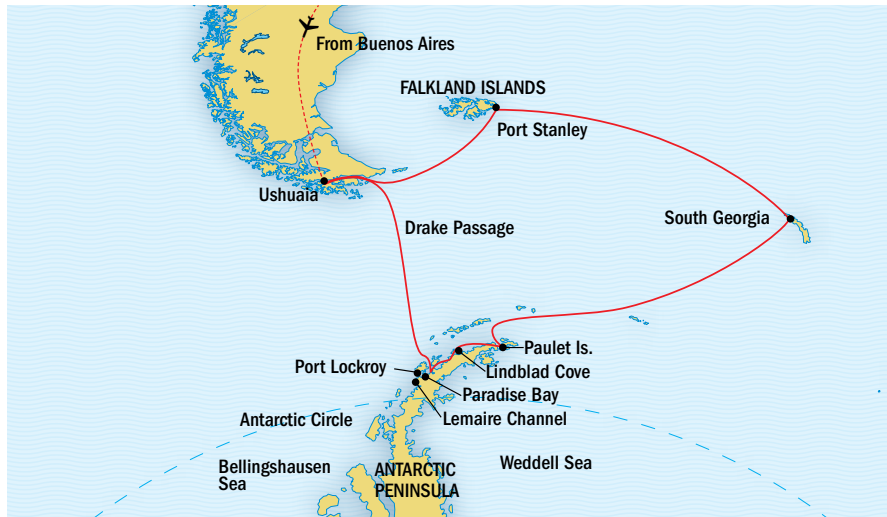 From Buenos Aires
FALKLAND ISLANDS
Port Stanley
Ushuaia
South Georgia
Drake Passage
Paulet Is.
Port Lockroy
Lindblad Cove
Paradise Bay
Antarctic Circle
Lemaire Channel
Bellingshausen
Sea
ANTARCTIC
PENINSULA
Weddell Sea